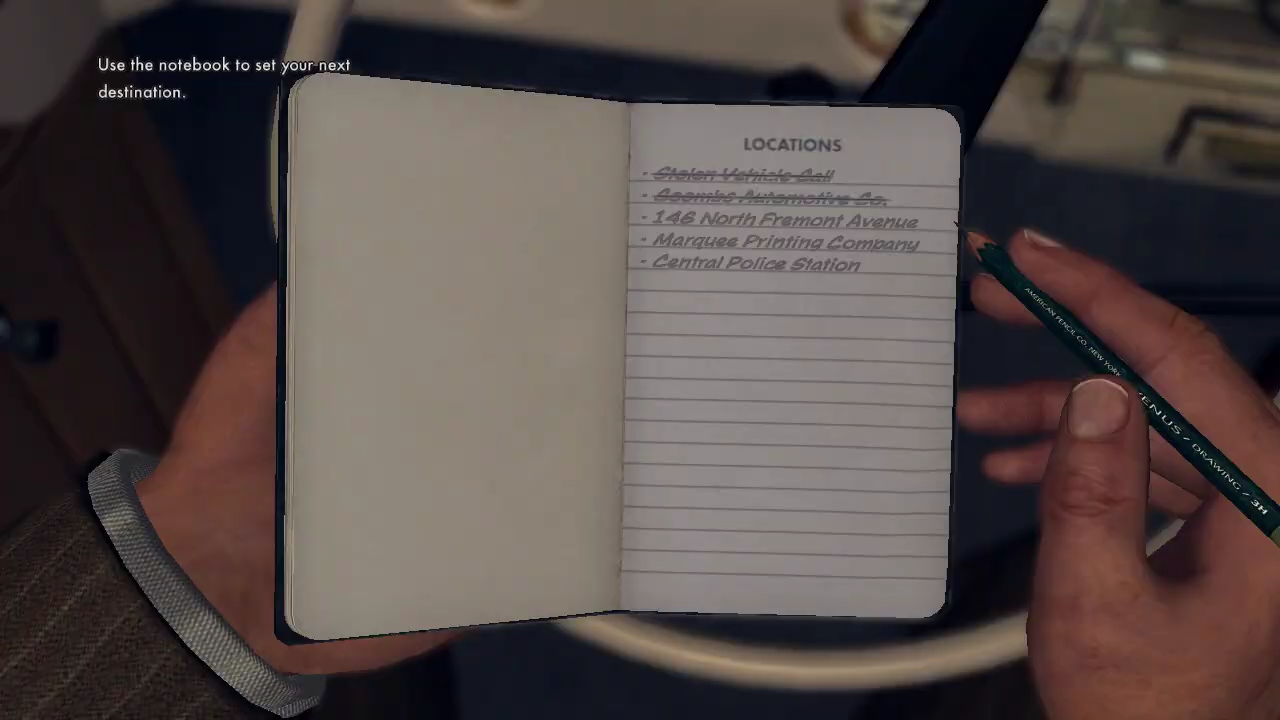 Use the notebook to set your next
destination.
LOCATIONS
- Stolen Vehicle Call
- Coombs Automotive Co.
- 146 North Fremont Avenue
- Marquee Printing Company
- Central Police Station
AMERICAN PENCIL CO. NEW YORK
VENUS / DRAWING / 3H